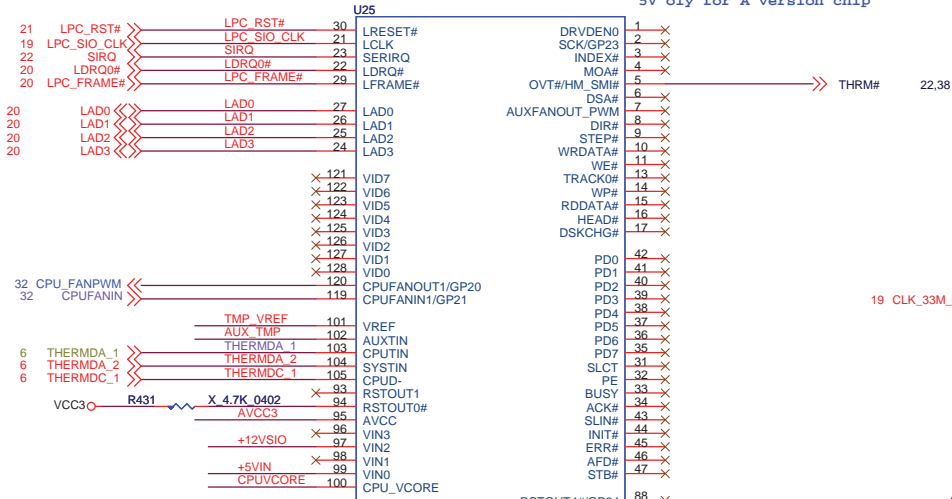 5V oly for A version chip
U25
21 LPC_RST# LPC_RST# 30 LRESET# DRVDEN0 1
19 LPC_SIO_CLK LPC_SIO_CLK 21 LCLK SCK/GP23 2
22 SIRQ SIRQ 23 SERIRQ INDEX# 3
20 LDRQ0# LDRQ0# 22 LDRQ# MOA# 4
20 LPC_FRAME# LPC_FRAME# 29 LFRAME# OVT#/HM_SMI# 5 THRM# 22,38
DSA# 6
20 LAD0 LAD0 27 LAD0 AUXFANOUT_PWM 7
20 LAD1 LAD1 26 LAD1 DIR# 8
20 LAD2 LAD2 25 LAD2 STEP# 9
20 LAD3 LAD3 24 LAD3 WRDATA# 10
WE# 11
121 VID7 TRACK0# 13
122 VID6 WP# 14
123 VID5 RDDATA# 15
124 VID4 HEAD# 16
125 VID3 DSKCHG# 17
126 VID2
127 VID1 PD0 42
128 VID0 PD1 41
32 CPU_FANPWM 120 CPUFANOUT1/GP20 PD2 40
32 CPUFANIN 119 CPUFANIN1/GP21 PD3 39 19 CLK_33M_
PD4 38
TMP_VREF 101 VREF PD5 37
AUX_TMP 102 AUXTIN PD6 36
6 THERMDA_1 THERMDA_1 103 CPUTIN PD7 35
6 THERMDA_2 THERMDA_2 104 SYSTIN SLCT 31
6 THERMDC_1 THERMDC_1 105 CPUD- PE 32
93 RSTOUT1 BUSY 33
VCC3 R431 X_4.7K_0402 94 RSTOUT0# ACK# 34
AVCC3 95 AVCC SLIN# 43
96 VIN3 INIT# 44
+12VSIO 97 VIN2 ERR# 45
98 VIN1 AFD# 46
+5VIN 99 VIN0 STB# 47
CPUVCORE 100 CPU_VCORE
88